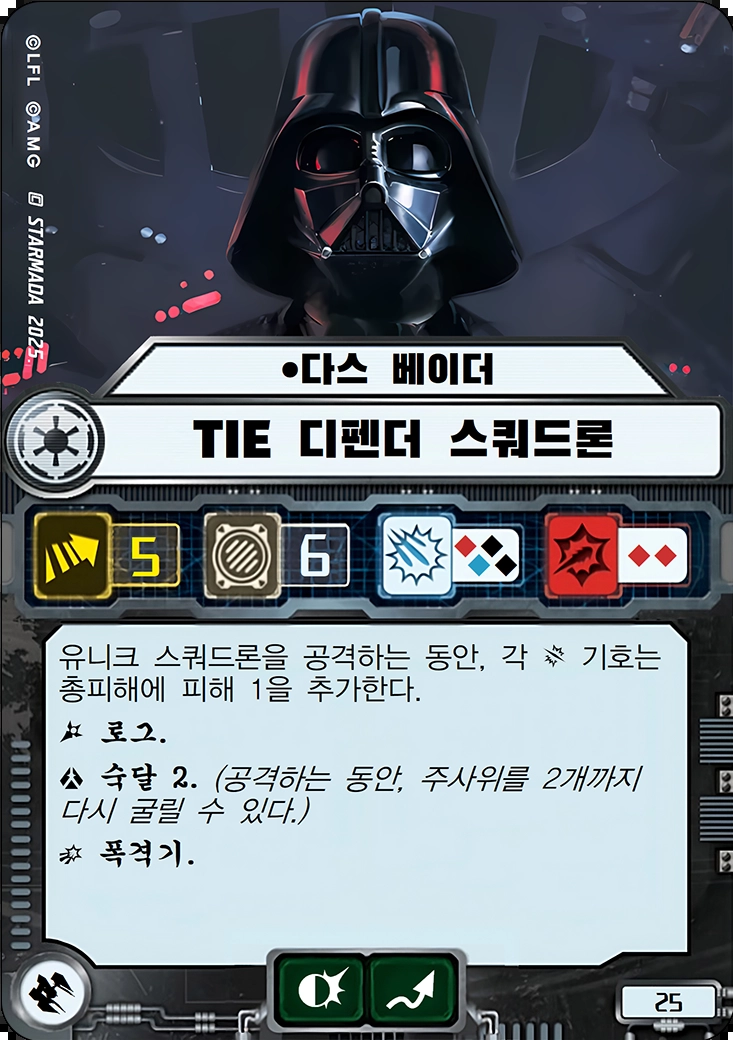 ©LFL ©AMG
STARMADA 2025.
•다스 베이더
TIE 디펜더 스쿼드론
5
6
유니크 스쿼드론을 공격하는 동안, 각 기호는
총피해에 피해 1을 추가한다.
로그.
숙달 2. (공격하는 동안, 주사위를 2개까지
다시 굴릴 수 있다.)
폭격기.
25